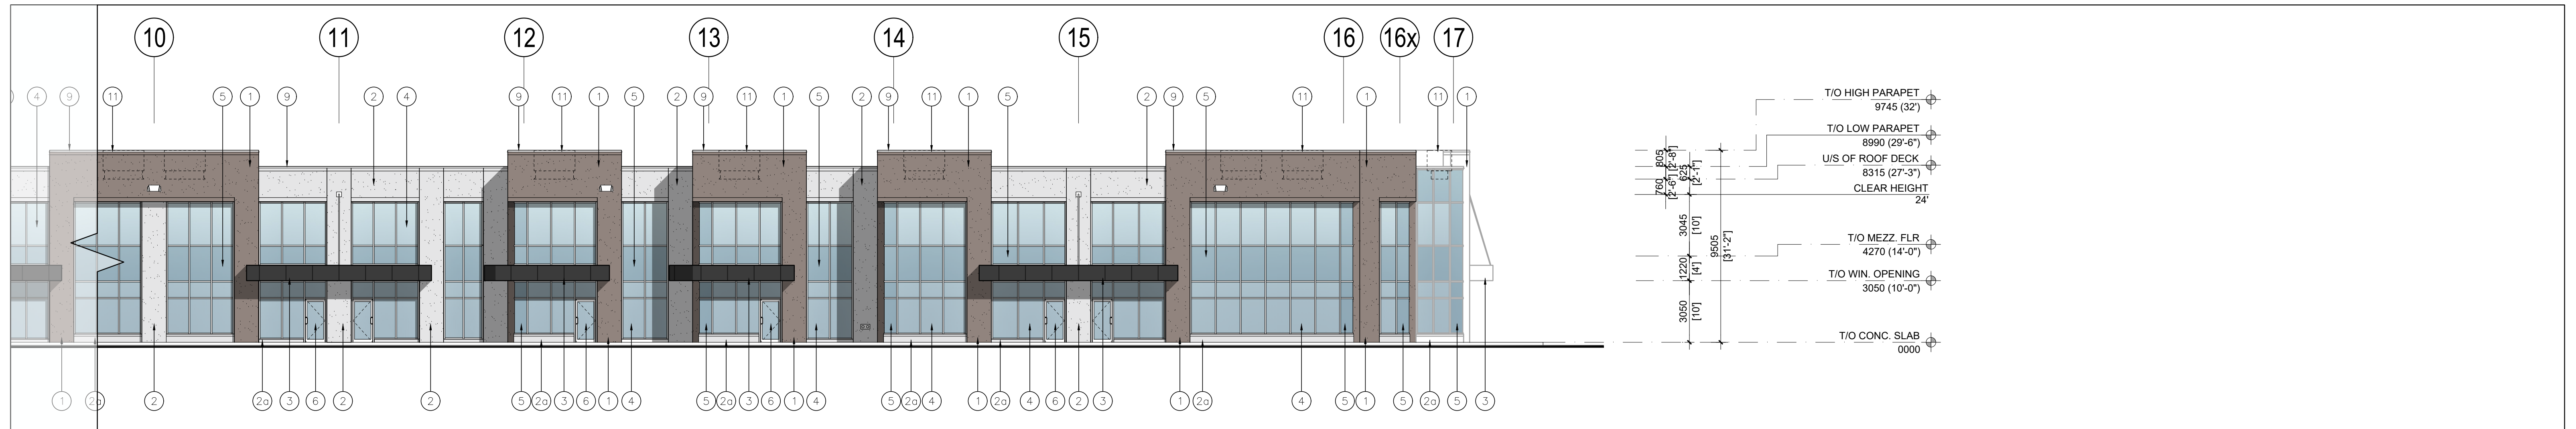 10 11 12 13 14 15 16 16x 17
4 9 11 5 1 9 2 4 9 11 1 5 2 9 11 1 5 2 9 11 1 5 2 9 5 11 1 11 1
T/O HIGH PARAPET
9745 (32')
T/O LOW PARAPET
8990 (29'-6")
U/S OF ROOF DECK
8315 (27'-3")
CLEAR HEIGHT
24'
T/O MEZZ. FLR
4270 (14'-0")
T/O WIN. OPENING
3050 (10'-0")
T/O CONC. SLAB
0000
805
[2'-8"]
760
[2'-6"]
625
[2'-1"]
3045
[10']
1220
[4']
3050
[10']
9505
[31'-2"]
1 2a 2 2a 3 6 2 2 5 2a 3 6 1 4 5 2a 3 6 1 4 5 2a 4 1 2a 4 6 2 3 1 2a 4 5 1 5 2a 5 3